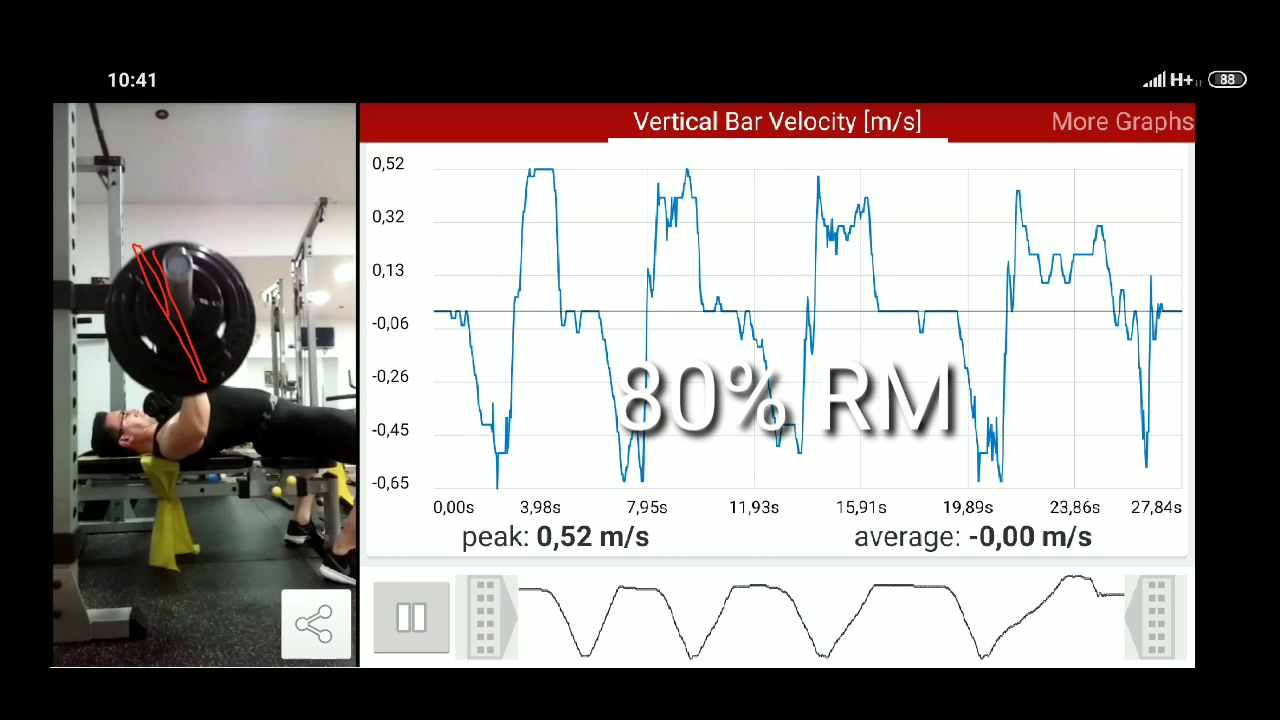 10:41
H+
88
Vertical Bar Velocity [m/s]
More Graphs
0,52
0,32
0,13
-0,06
-0,26
-0,45
-0,65
80% RM
0,00s 3,98s 7,95s 11,93s 15,91s 19,89s 23,86s 27,84s
peak: 0,52 m/s average: -0,00 m/s